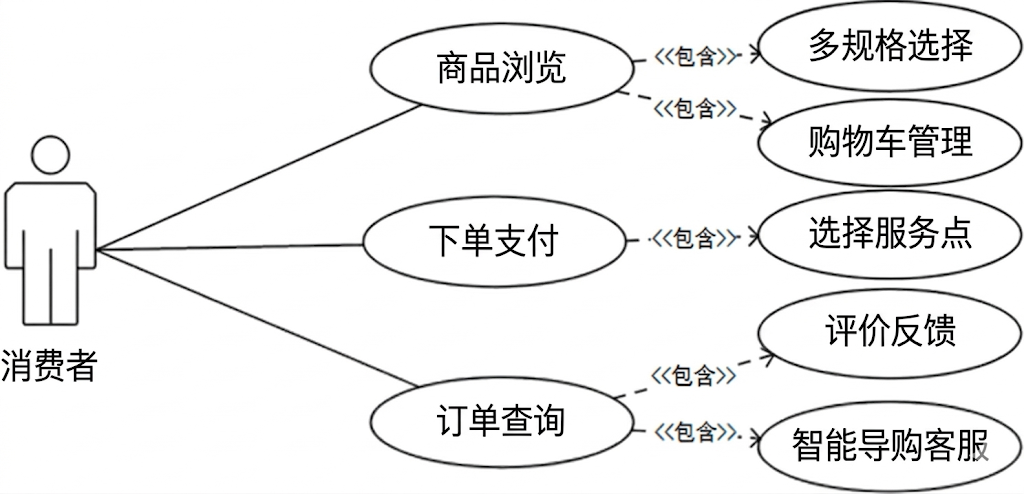 商品浏览
<<包含>>
多规格选择
<<包含>>
购物车管理
下单支付
<<包含>>
选择服务点
消费者
订单查询
<<包含>>
评价反馈
<<包含>>
智能导购客服